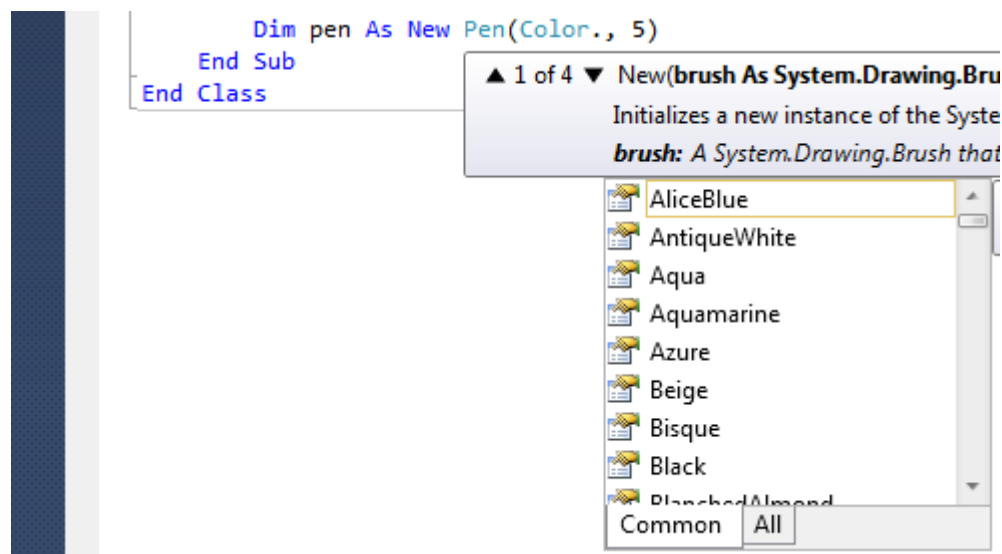 Dim pen As New Pen(Color., 5)
End Sub
End Class
▲ 1 of 4 ▼ New(brush As System.Drawing.Bru
Initializes a new instance of the Syste
brush: A System.Drawing.Brush that
AliceBlue
AntiqueWhite
Aqua
Aquamarine
Azure
Beige
Bisque
Black
BlanchedAlmond
Common All